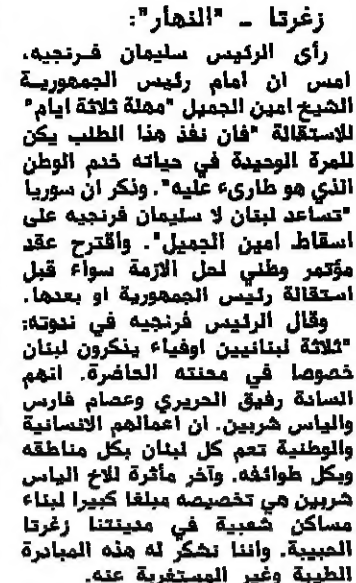 زغرتا ــ "النهار":
رأى الرئيس سليمان فـرنجيه،
امس ان امام رئيس الجمهوريـة
الشيخ امين الجميل "مهلة ثلاثة ايام"
للاستقالة "فان نفذ هذا الطلب يكن
للمرة الوحيدة في حياته خدم الوطن
الذي هو طارىء عليه". وذكر ان سوريا
"تساعد لبنان لا سليمان فرنجيه على
اسقاط امين الجميل". واقترح عقد
مؤتمر وطني لحل الازمة سواء قبل
استقالة رئيس الجمهورية او بعدها.
وقال الرئيس فرنجيه في ندوته:
"ثلاثة لبنانيين اوفياء ينكرون لبنان
خصوصا في محنته الحاضرة. انهم
السادة رفيق الحريري وعصام فارس
والياس شربين. ان اعمالهم الانسانية
والوطنية تعم كل لبنان بكل مناطقه
وبكل طوائفه. وآخر مأثرة للاخ الياس
شربين هي تخصيصه مبلغا كبيرا لبناء
مساكن شعبية في مدينتنا زغرتا
الحبيبة. واننا نشكر له هذه المبادرة
الطيبة وغير المستغربة عنه.